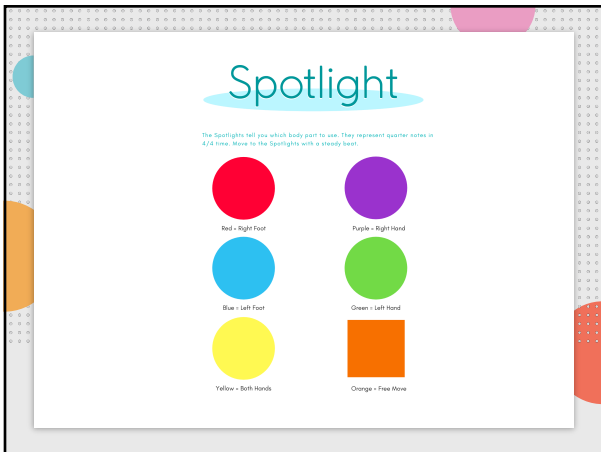 Spotlight
The Spotlights tell you which body part to use. They represent quarter notes in
4/4 time. Move to the Spotlights with a steady beat.
Red = Right Foot
Purple = Right Hand
Blue = Left Foot
Green = Left Hand
Yellow = Both Hands
Orange = Free Move